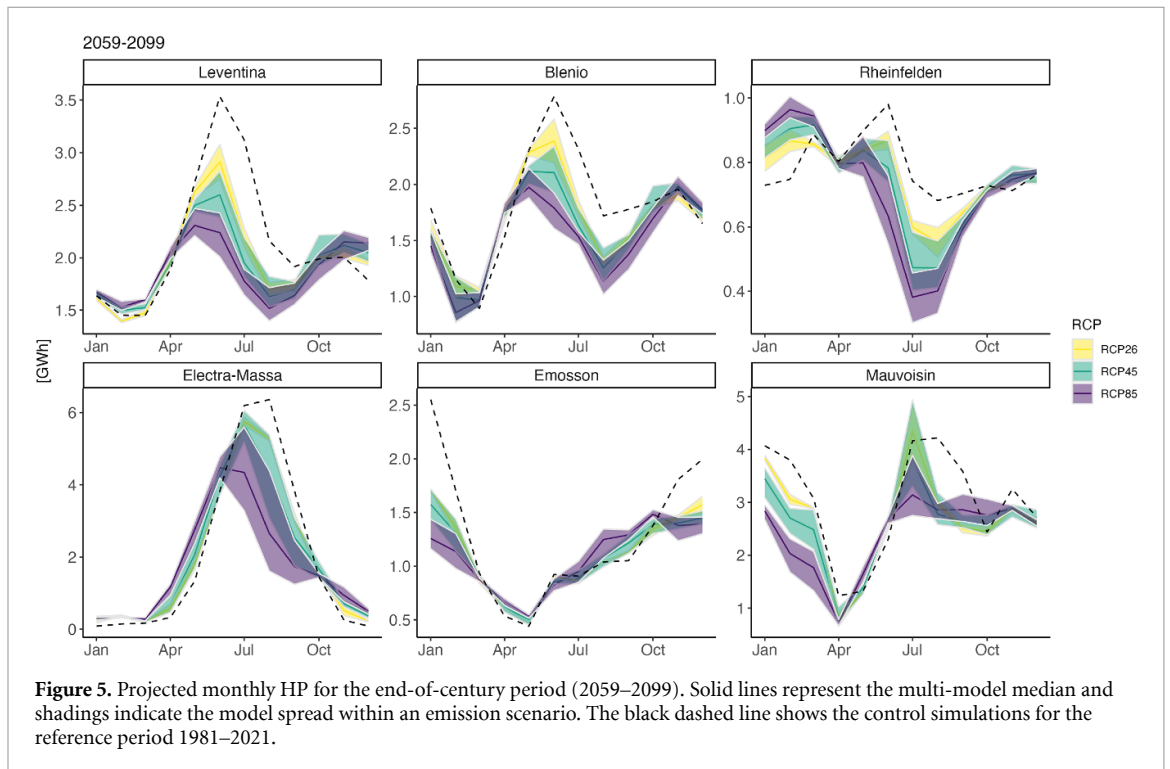 2059-2099
Leventina
Blenio
Rheinfelden
3.5
3.0
2.5
2.0
1.5
2.5
2.0
1.5
1.0
1.0
0.8
0.6
0.4
Jan Apr Jul Oct
Jan Apr Jul Oct
Jan Apr Jul Oct
[GWh]
Electra-Massa
Emosson
Mauvoisin
6
4
2
0
2.5
2.0
1.5
1.0
0.5
5
4
3
2
1
Jan Apr Jul Oct
Jan Apr Jul Oct
Jan Apr Jul Oct
RCP
RCP26
RCP45
RCP85
Figure 5. Projected monthly HP for the end-of-century period (2059–2099). Solid lines represent the multi-model median and
shadings indicate the model spread within an emission scenario. The black dashed line shows the control simulations for the
reference period 1981–2021.